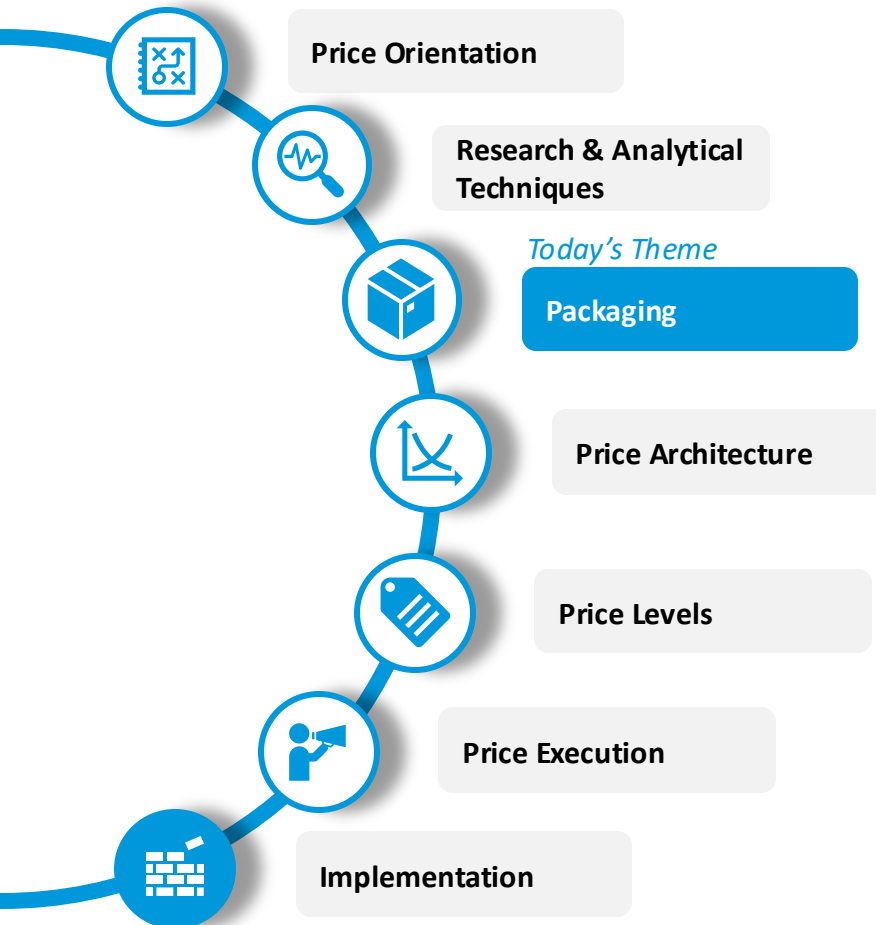 Price Orientation
Research & Analytical
Techniques
Today's Theme
Packaging
Price Architecture
Price Levels
Price Execution
Implementation